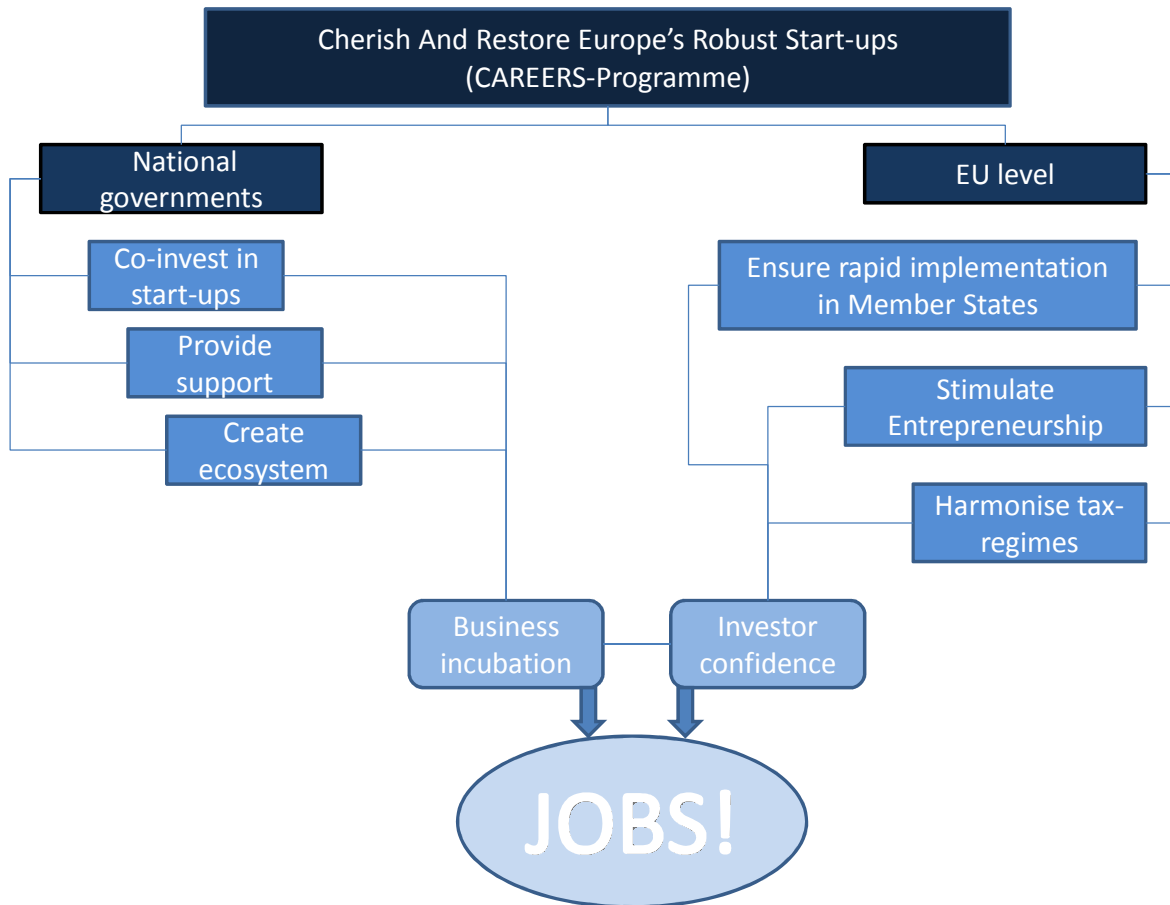 Cherish And Restore Europe’s Robust Start-ups
(CAREERS-Programme)
National
governments
EU level
Co-invest in
start-ups
Ensure rapid implementation
in Member States
Provide
support
Stimulate
Entrepreneurship
Create
ecosystem
Harmonise tax-
regimes
Business
incubation
Investor
confidence
JOBS!